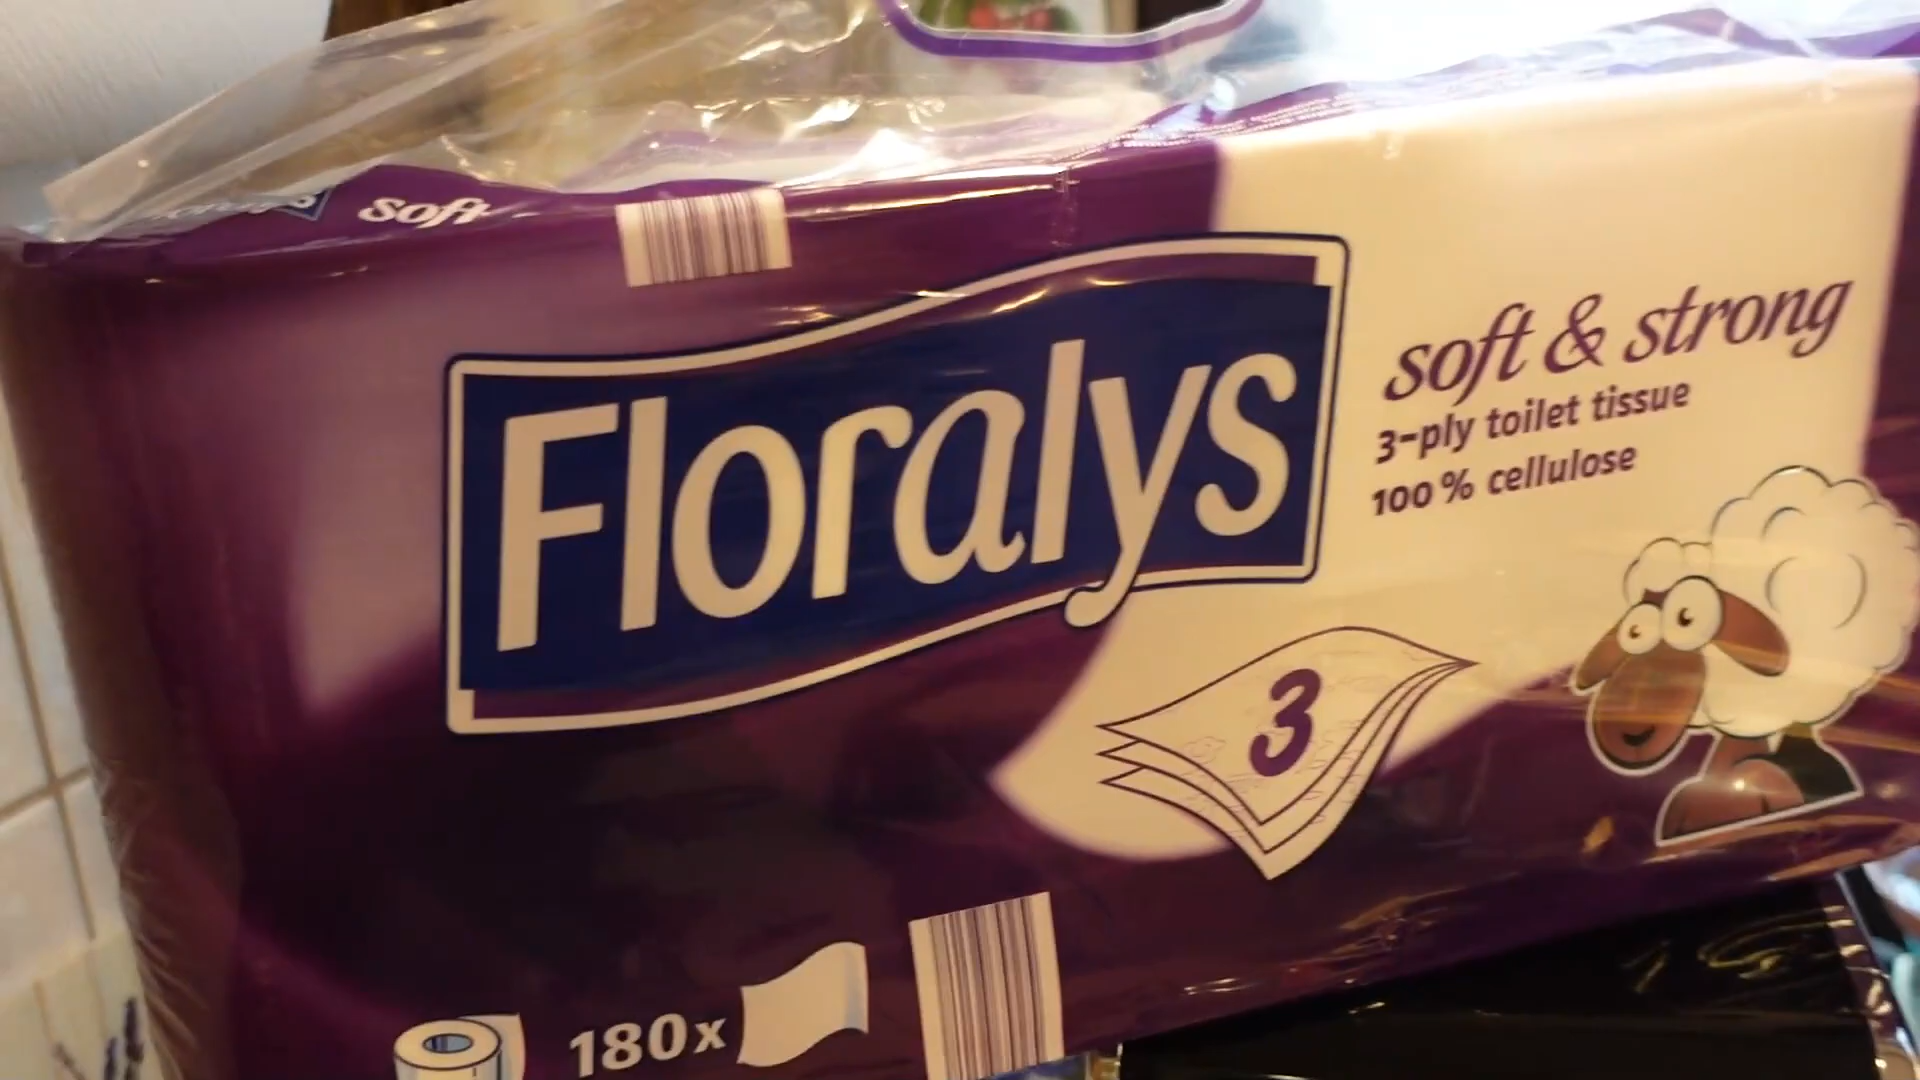 soft
Floralys
soft & strong
3-ply toilet tissue
100% cellulose
3
180x